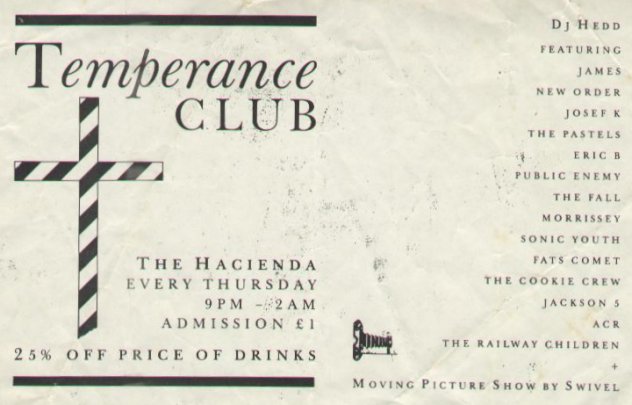 Temperance
CLUB
THE HACIENDA
EVERY THURSDAY
9PM – 2AM
ADMISSION £1
25% OFF PRICE OF DRINKS
DJ HEDD
FEATURING
JAMES
NEW ORDER
JOSEF K
THE PASTELS
ERIC B
PUBLIC ENEMY
THE FALL
MORRISSEY
SONIC YOUTH
FATS COMET
THE COOKIE CREW
JACKSON 5
ACR
THE RAILWAY CHILDREN
+
MOVING PICTURE SHOW BY SWIVEL